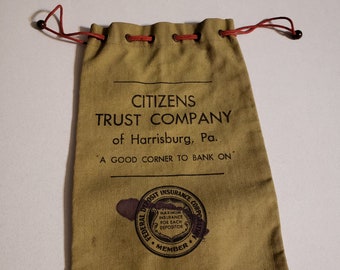 CITIZENS
TRUST COMPANY
of Harrisburg, Pa.
"A GOOD CORNER TO BANK ON"
FEDERAL DEPOSIT INSURANCE CORPORATION
MAXIMUM
INSURANCE
FOR EACH
DEPOSITOR
MEMBER